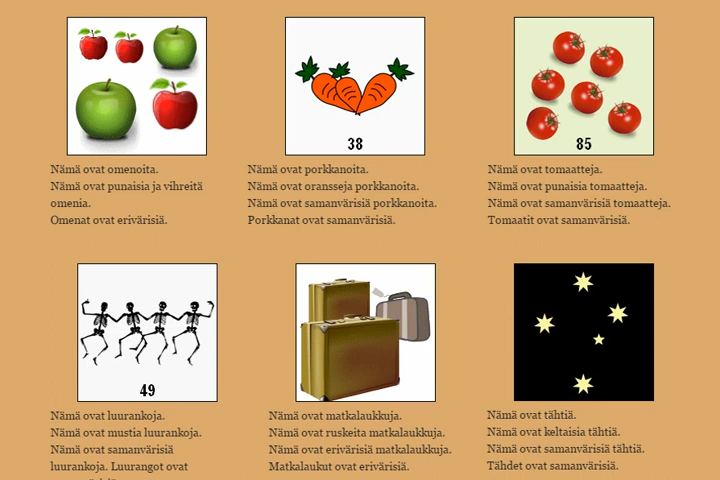 38
85
Nämä ovat omenoita.
Nämä ovat punaisia ja vihreitä
omenia.
Omenat ovat erivärisiä.
Nämä ovat porkkanoita.
Nämä ovat oransseja porkkanoita.
Nämä ovat samanvärisiä porkkanoita.
Porkkanat ovat samanvärisiä.
Nämä ovat tomaatteja.
Nämä ovat punaisia tomaatteja.
Nämä ovat samanvärisiä tomaatteja.
Tomaatit ovat samanvärisiä.
49
Nämä ovat luurankoja.
Nämä ovat mustia luurankoja.
Nämä ovat samanvärisiä
luurankoja. Luurangot ovat
Nämä ovat matkalaukkuja.
Nämä ovat ruskeita matkalaukkuja.
Nämä ovat erivärisiä matkalaukkuja.
Matkalaukut ovat erivärisiä.
Nämä ovat tähtiä.
Nämä ovat keltaisia tähtiä.
Nämä ovat samanvärisiä tähtiä.
Tähdet ovat samanvärisiä.